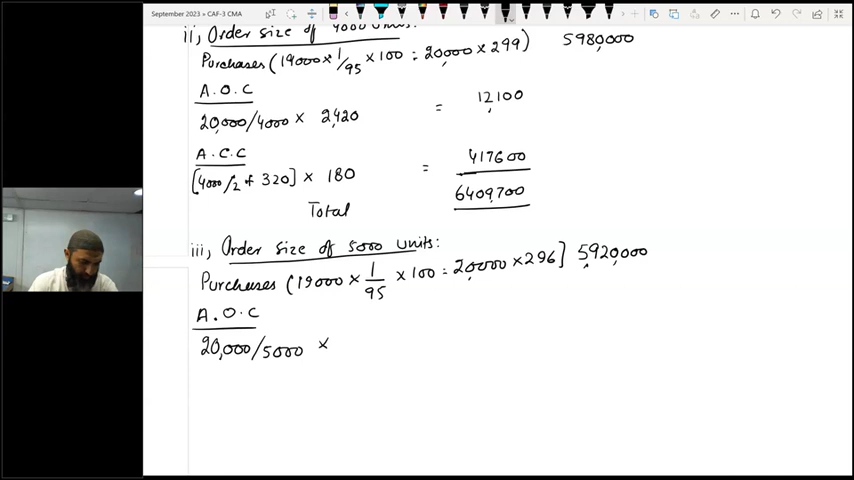 September 2023 » CAF-3 CMA
ii, Order size of 4000 units:
Purchases (19000 × 1/95 × 100 = 20,000 × 299) 5980,000
A.O.C
20,000/4000 × 2,420 = 12,100
A.C.C
[4000/2 + 320] × 180 = 417600
Total 6409,700
iii, Order size of 5000 units:
Purchases (19000 × 1/95 × 100 = 20,000 × 296] 5,920,000
A.O.C
20,000/5000 ×